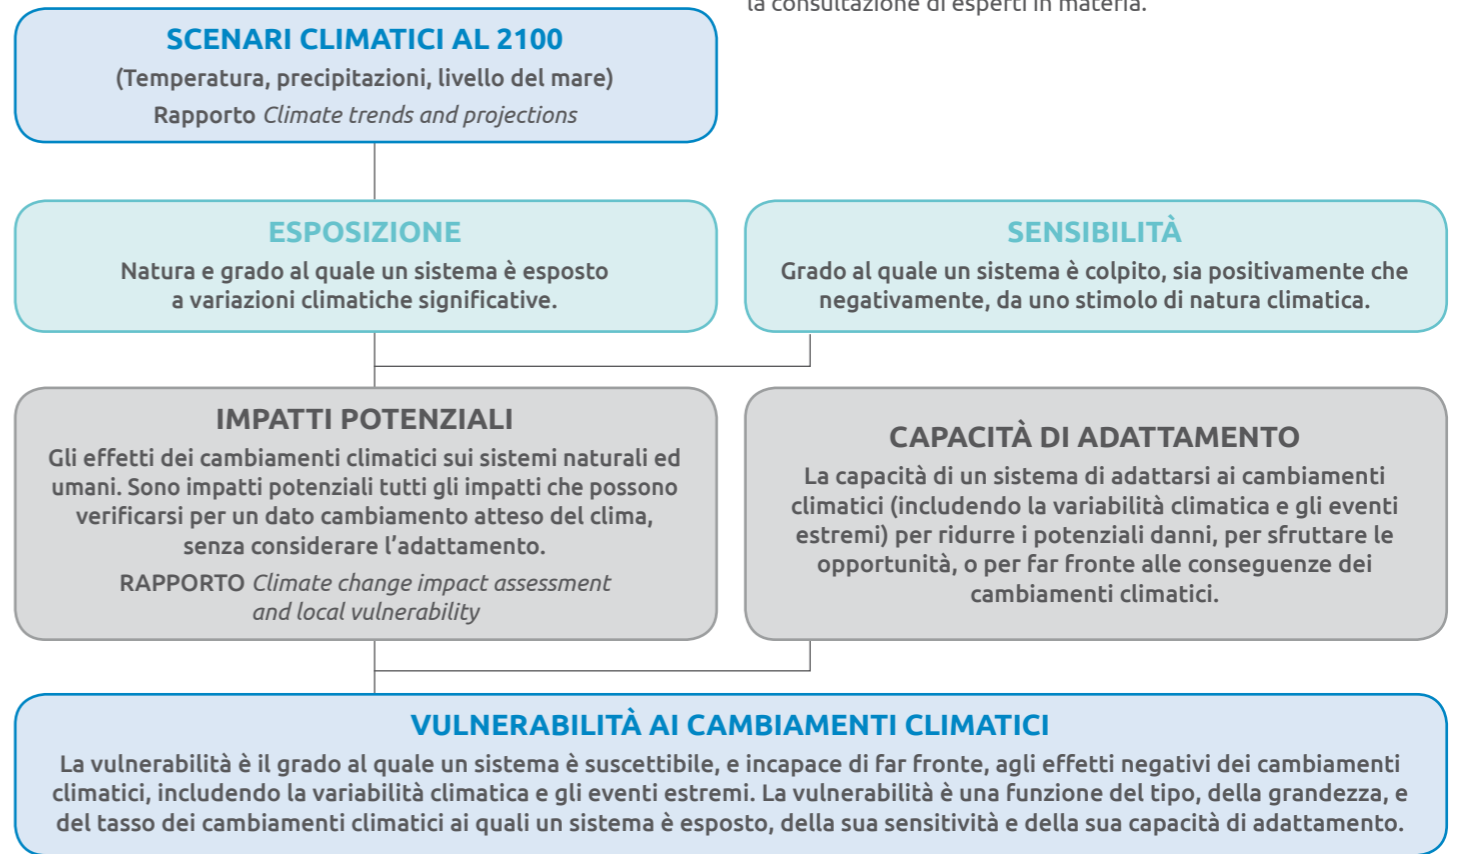 la consultazione di esperti in materia.
SCENARI CLIMATICI AL 2100
(Temperatura, precipitazioni, livello del mare)
Rapporto Climate trends and projections
ESPOSIZIONE
Natura e grado al quale un sistema è esposto
a variazioni climatiche significative.
SENSIBILITÀ
Grado al quale un sistema è colpito, sia positivamente che
negativamente, da uno stimolo di natura climatica.
IMPATTI POTENZIALI
Gli effetti dei cambiamenti climatici sui sistemi naturali ed
umani. Sono impatti potenziali tutti gli impatti che possono
verificarsi per un dato cambiamento atteso del clima,
senza considerare l’adattamento.
RAPPORTO Climate change impact assessment
and local vulnerability
CAPACITÀ DI ADATTAMENTO
La capacità di un sistema di adattarsi ai cambiamenti
climatici (includendo la variabilità climatica e gli eventi
estremi) per ridurre i potenziali danni, per sfruttare le
opportunità, o per far fronte alle conseguenze dei
cambiamenti climatici.
VULNERABILITÀ AI CAMBIAMENTI CLIMATICI
La vulnerabilità è il grado al quale un sistema è suscettibile, e incapace di far fronte, agli effetti negativi dei cambiamenti
climatici, includendo la variabilità climatica e gli eventi estremi. La vulnerabilità è una funzione del tipo, della grandezza, e
del tasso dei cambiamenti climatici ai quali un sistema è esposto, della sua sensitività e della sua capacità di adattamento.